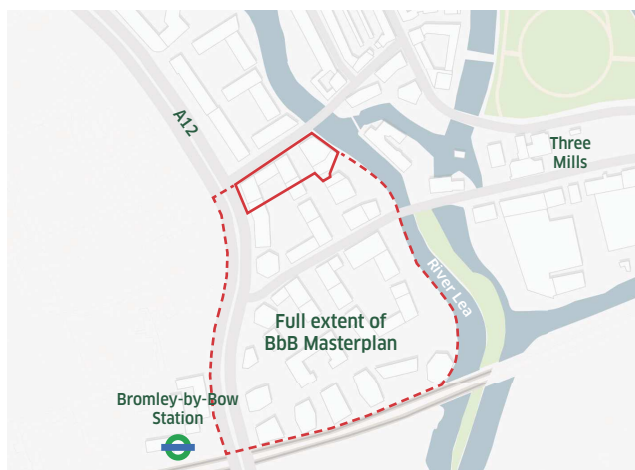 A12
Three
Mills
River Lea
Full extent of
BbB Masterplan
Bromley-by-Bow
Station